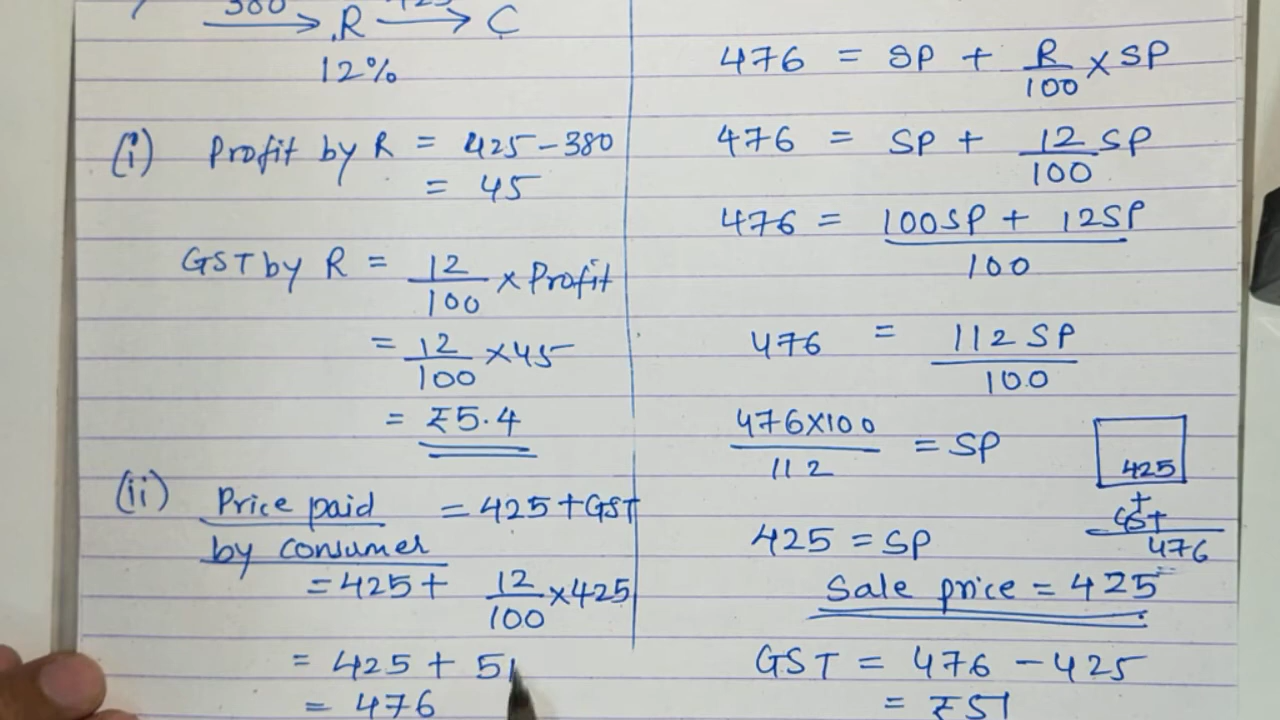 380
.R → C
12%
(i) Profit by R = 425-380
= 45
GST by R = 12/100 × Profit
= 12/100 ×45
= ₹5.4
(ii) Price paid = 425+GST
by consumer
= 425+ 12/100 ×425
= 425 + 51
= 476
476 = SP + R/100 × SP
476 = SP + 12/100 SP
476 = 100SP + 12SP/100
476 = 112 SP/100
476×100/112 = SP
425 = SP
Sale price = 425
GST = 476 - 425
= ₹51
425
+
GST
476